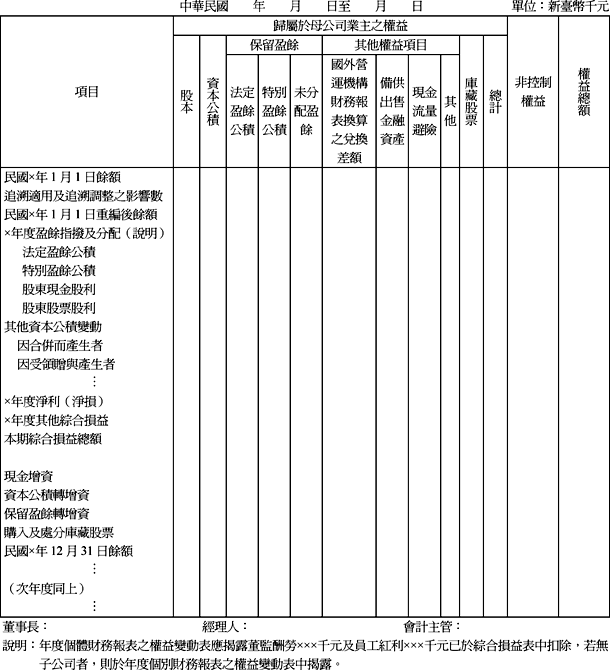 中華民國　年　月　日至　月　日
單位：新臺幣千元
項目
歸屬於母公司業主之權益
股本
資本公積
保留盈餘
法定盈餘公積
特別盈餘公積
未分配盈餘
其他權益項目
國外營運機構財務報表換算之兌換差額
備供出售金融資產
現金流量避險
其他
庫藏股票
總計
非控制權益
權益總額
民國×年1月1日餘額
追溯適用及追溯調整之影響數
民國×年1月1日重編後餘額
×年度盈餘指撥及分配（說明）
法定盈餘公積
特別盈餘公積
股東現金股利
股東股票股利
其他資本公積變動
因合併而產生者
因受領贈與產生者
⋮
×年度淨利（淨損）
×年度其他綜合損益
本期綜合損益總額
現金增資
資本公積轉增資
保留盈餘轉增資
購入及處分庫藏股票
民國×年12月31日餘額
⋮
（次年度同上）
⋮
董事長：　經理人：　會計主管：
說明：年度個體財務報表之權益變動表應揭露董監酬勞×××千元及員工紅利×××千元已於綜合損益表中扣除，若無
子公司者，則於年度個別財務報表之權益變動表中揭露。